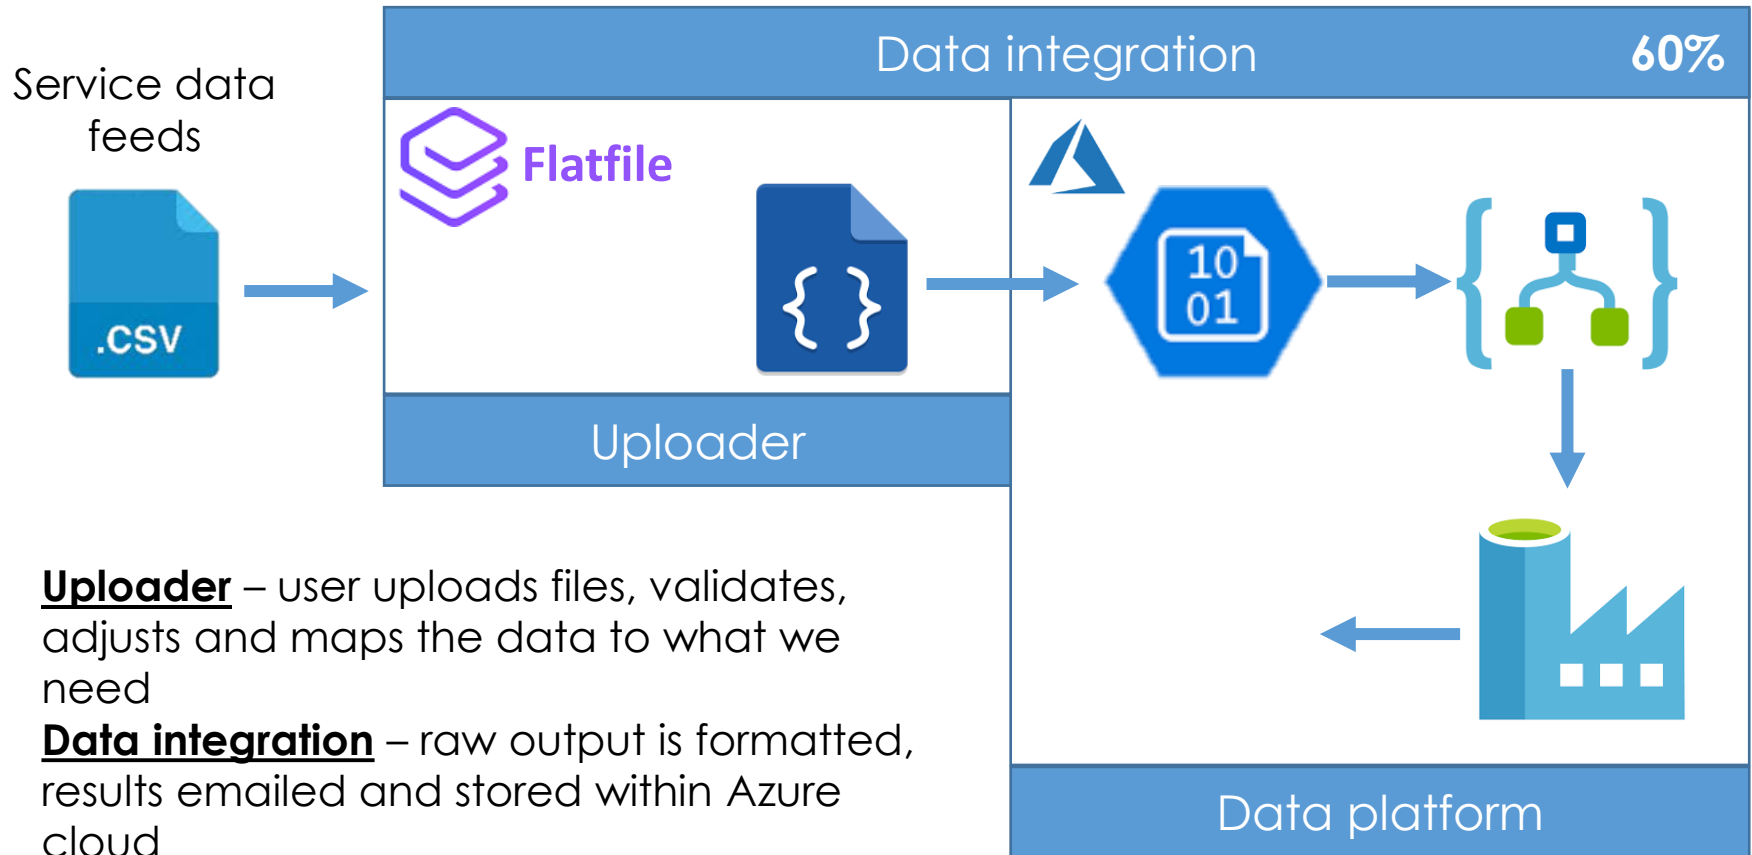 Data integration
60%
Service data
feeds
Flatfile
.CSV
{ }
10
01
Uploader
Uploader – user uploads files, validates,
adjusts and maps the data to what we
need
Data integration – raw output is formatted,
results emailed and stored within Azure
cloud
Data platform